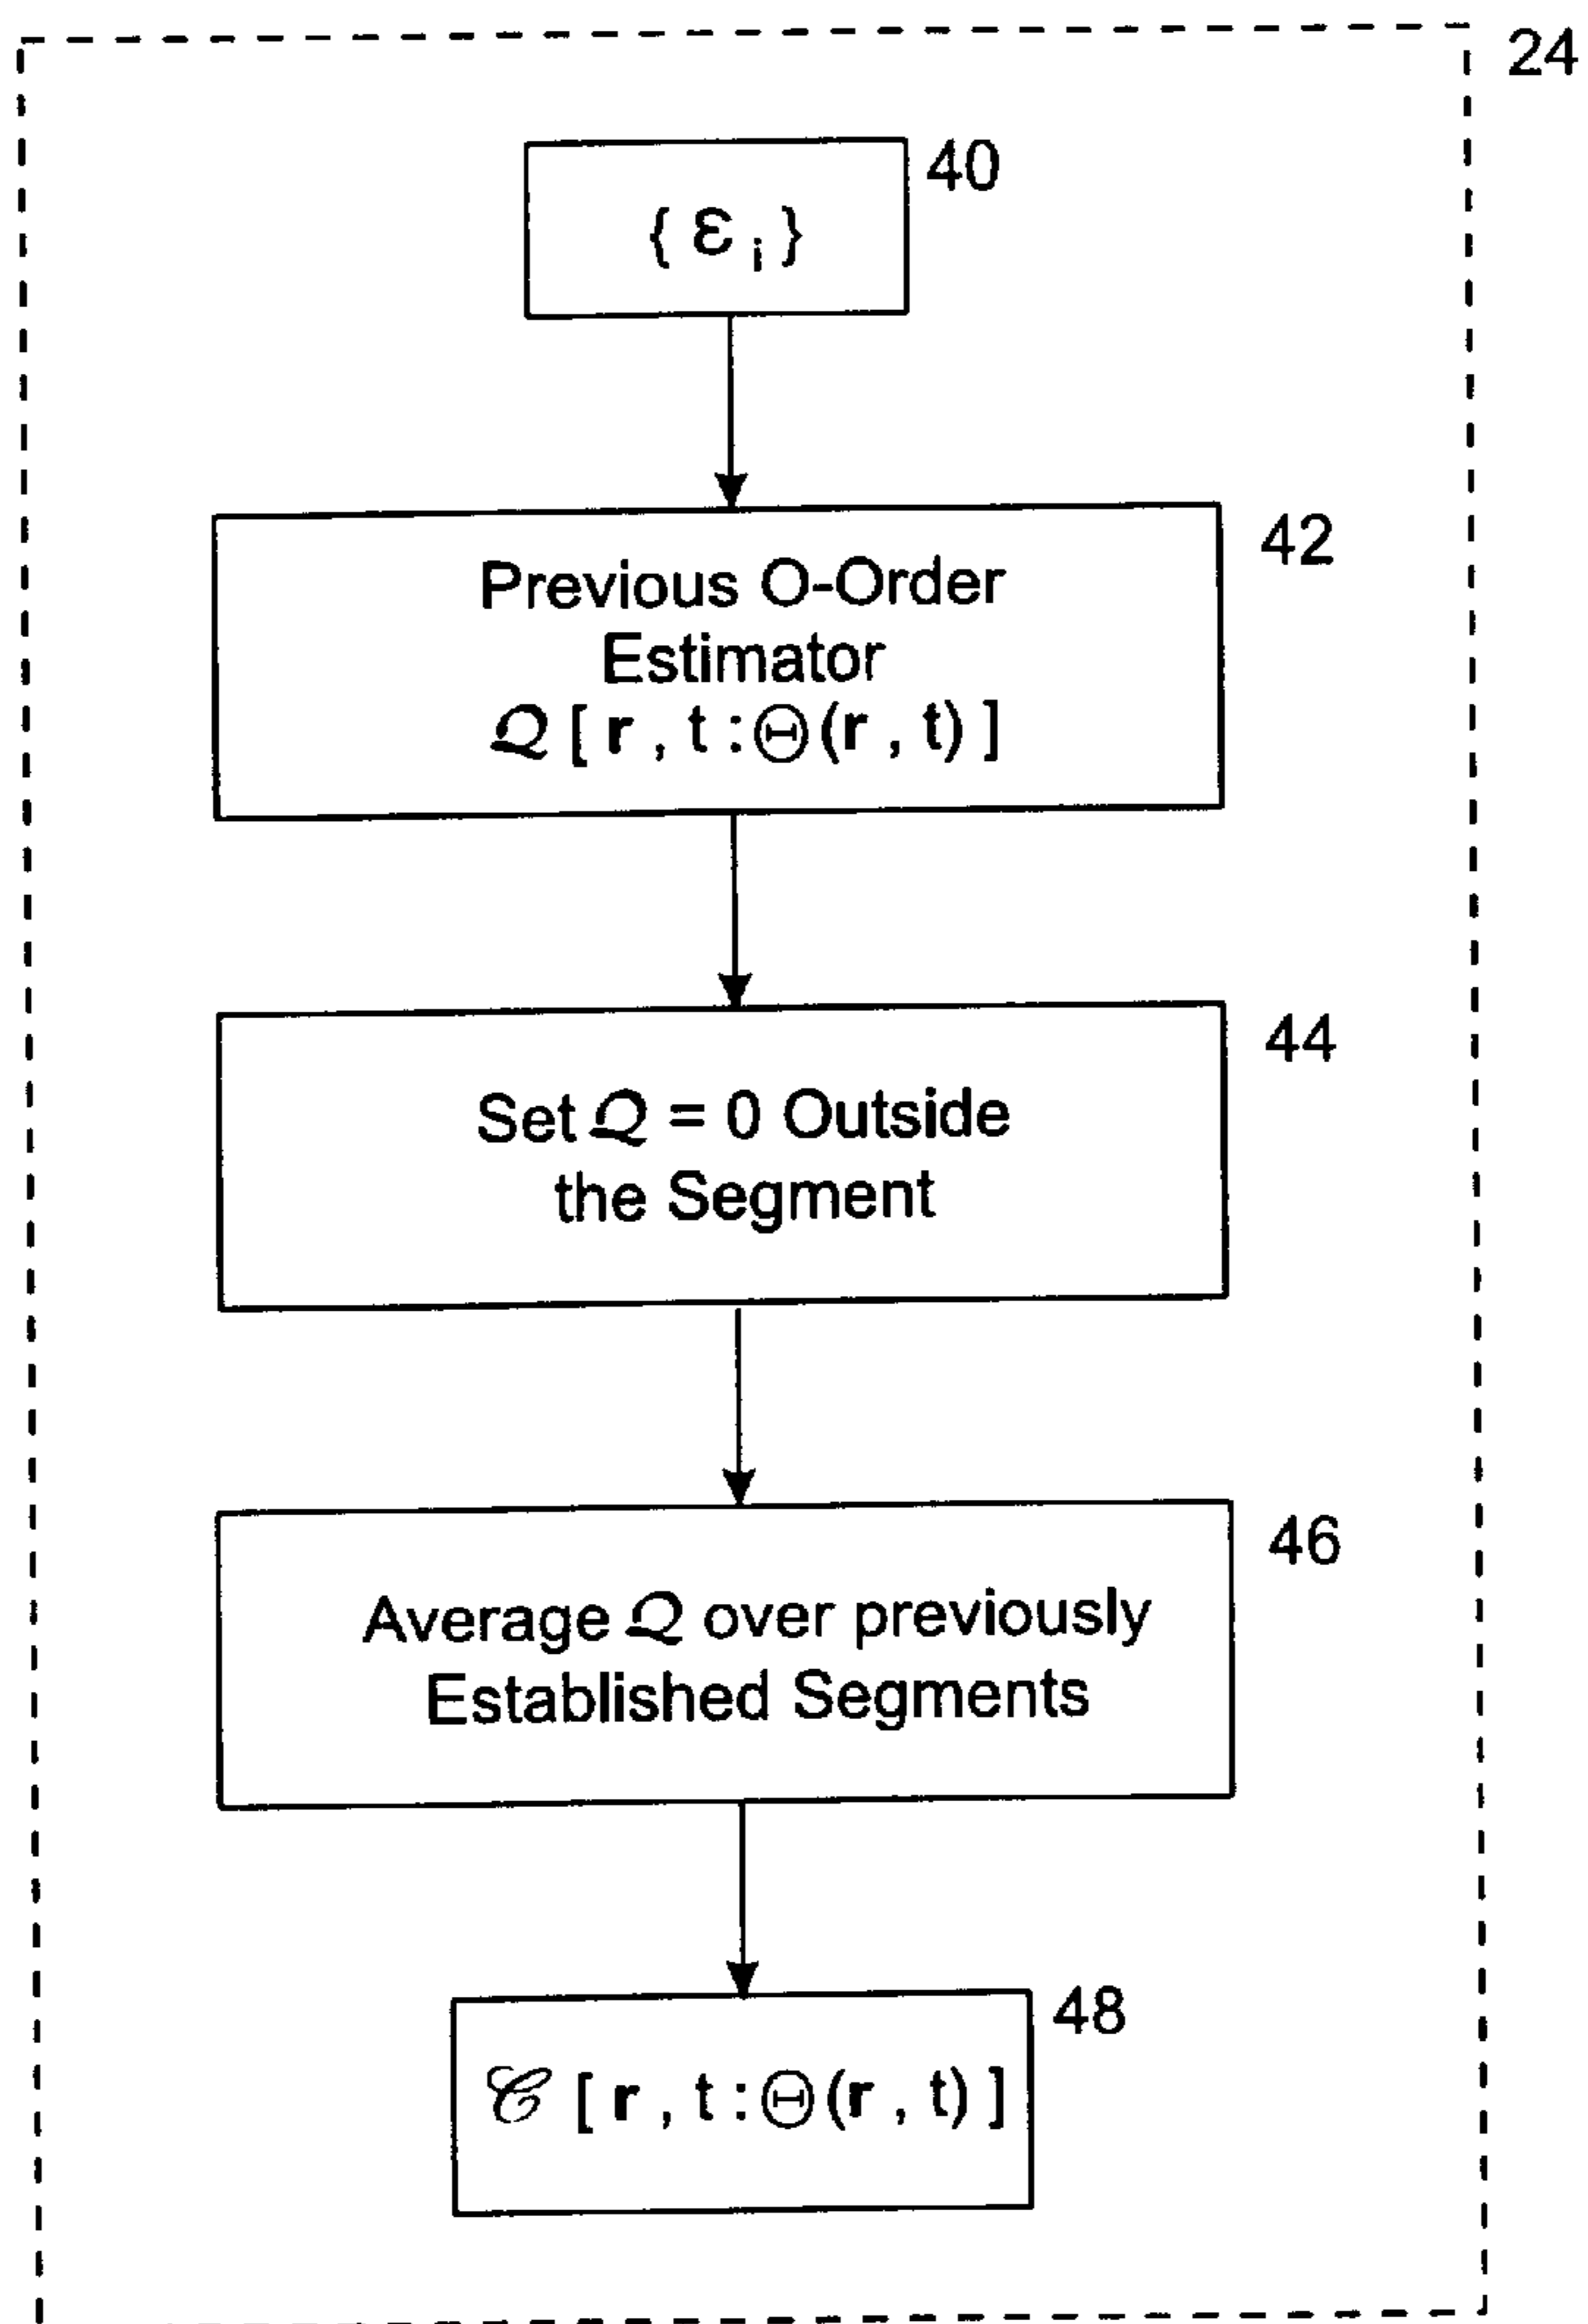 24
40
{ Ɛ i }
42
Previous O-Order
Estimator
𝒬 [ r , t : Θ (r , t) ]
44
Set 𝒬 = 0 Outside
the Segment
46
Average 𝒬 over previously
Established Segments
48
𝒞 [ r , t : Θ (r , t) ]